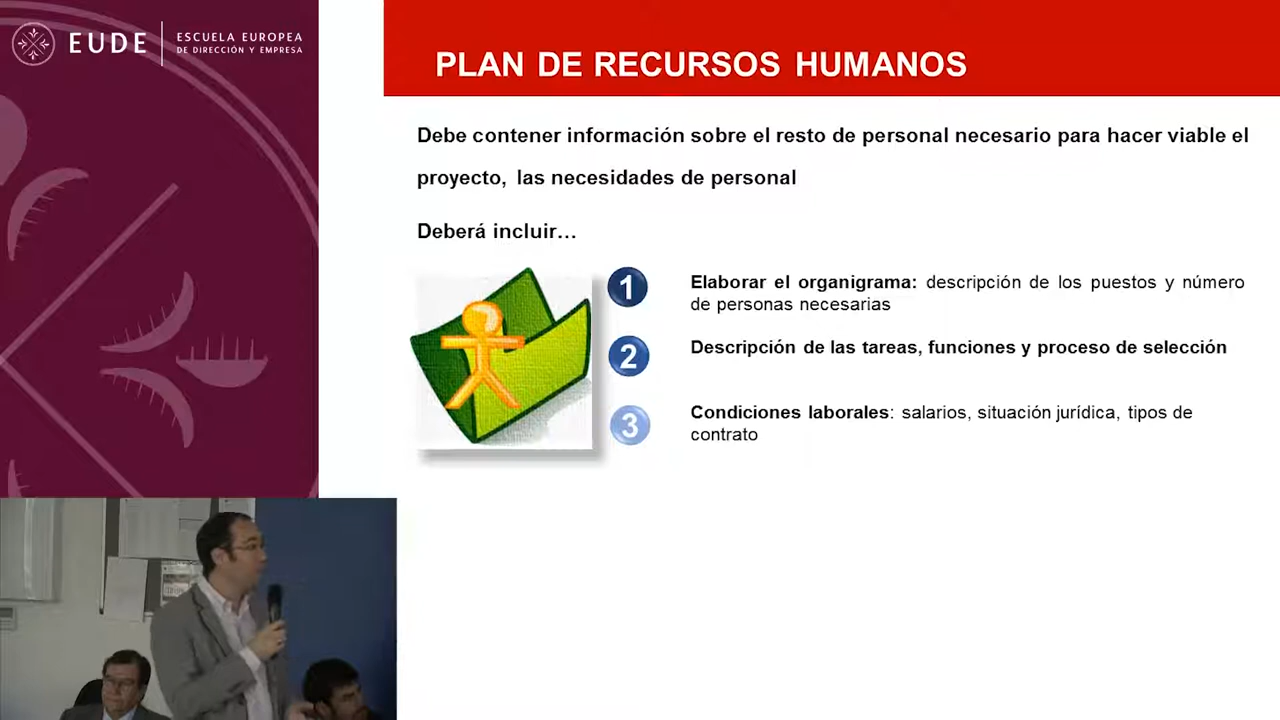 EUDE
ESCUELA EUROPEA
DE DIRECCIÓN Y EMPRESA
PLAN DE RECURSOS HUMANOS
Debe contener información sobre el resto de personal necesario para hacer viable el
proyecto, las necesidades de personal
Deberá incluir…
1
Elaborar el organigrama: descripción de los puestos y número
de personas necesarias
2
Descripción de las tareas, funciones y proceso de selección
3
Condiciones laborales: salarios, situación jurídica, tipos de
contrato